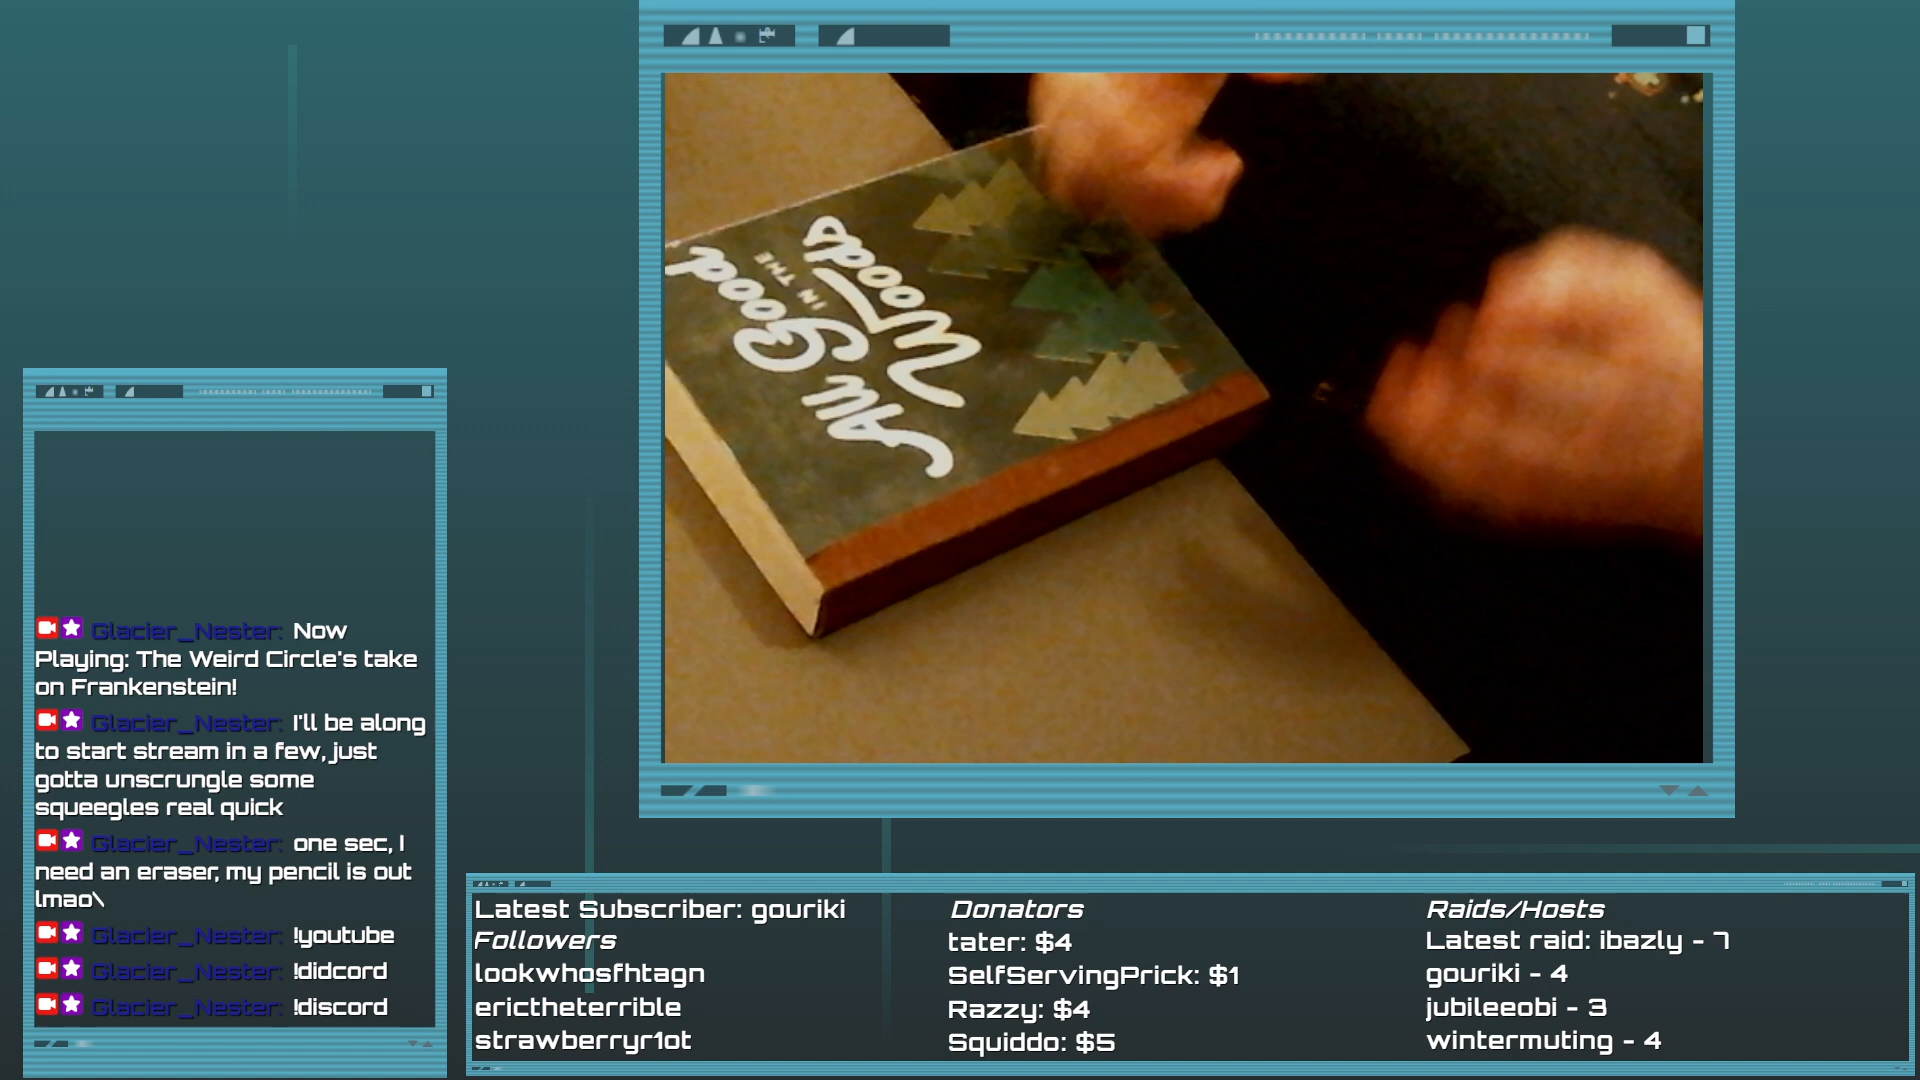 All Good
IN THE
Woods
Glacier_Nester: Now
Playing: The Weird Circle's take
on Frankenstein!
Glacier_Nester: I'll be along
to start stream in a few, just
gotta unscrungle some
squeegles real quick
Glacier_Nester: one sec, I
need an eraser, my pencil is out
lmao\
Glacier_Nester: !youtube
Glacier_Nester: !didcord
Glacier_Nester: !discord
Latest Subscriber: gouriki
Followers
lookwhosfhtagn
erictheterrible
strawberryr1ot
Donators
tater: $4
SelfServingPrick: $1
Razzy: $4
Squiddo: $5
Raids/Hosts
Latest raid: ibazly - 7
gouriki - 4
jubileeobi - 3
wintermuting - 4